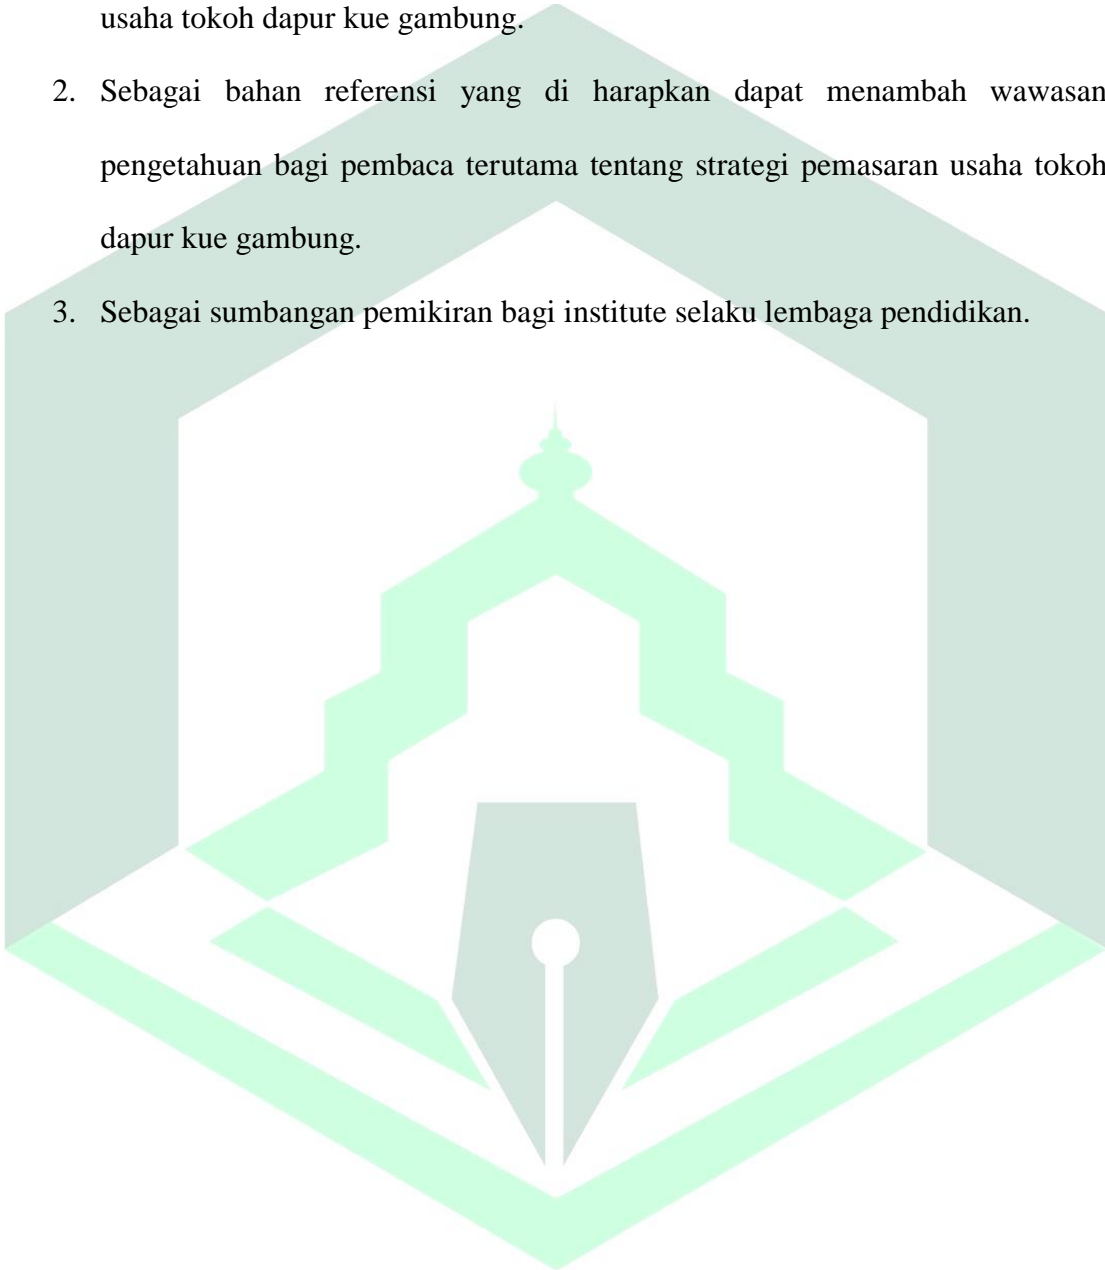 usaha tokoh dapur kue gambung.
2. Sebagai bahan referensi yang di harapkan dapat menambah wawasan
pengetahuan bagi pembaca terutama tentang strategi pemasaran usaha tokoh
dapur kue gambung.
3. Sebagai sumbangan pemikiran bagi institute selaku lembaga pendidikan.